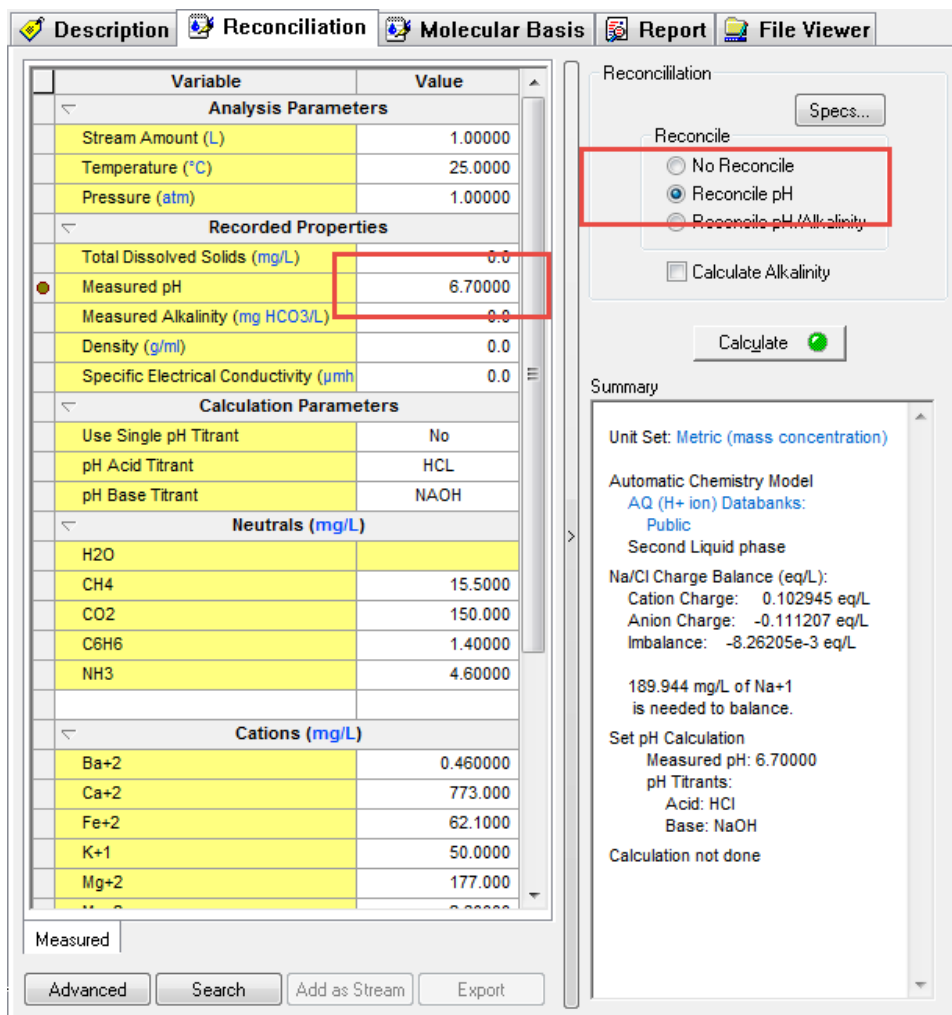 Description Reconciliation Molecular Basis Report File Viewer
Variable Value
Analysis Parameters
Stream Amount (L) 1.00000
Temperature (°C) 25.0000
Pressure (atm) 1.00000
Recorded Properties
Total Dissolved Solids (mg/L) 0.0
Measured pH 6.70000
Measured Alkalinity (mg HCO3/L) 0.0
Density (g/ml) 0.0
Specific Electrical Conductivity (µmh 0.0
Calculation Parameters
Use Single pH Titrant No
pH Acid Titrant HCL
pH Base Titrant NAOH
Neutrals (mg/L)
H2O
CH4 15.5000
CO2 150.000
C6H6 1.40000
NH3 4.60000
Cations (mg/L)
Ba+2 0.460000
Ca+2 773.000
Fe+2 62.1000
K+1 50.0000
Mg+2 177.000
Measured
Advanced Search Add as Stream Export
Reconcililation
Specs...
Reconcile
No Reconcile
Reconcile pH
Reconcile pH/Alkalinity
Calculate Alkalinity
Calculate
Summary
Unit Set: Metric (mass concentration)
Automatic Chemistry Model
AQ (H+ ion) Databanks:
Public
Second Liquid phase
Na/Cl Charge Balance (eq/L):
Cation Charge: 0.102945 eq/L
Anion Charge: -0.111207 eq/L
Imbalance: -8.26205e-3 eq/L
189.944 mg/L of Na+1
is needed to balance.
Set pH Calculation
Measured pH: 6.70000
pH Titrants:
Acid: HCl
Base: NaOH
Calculation not done